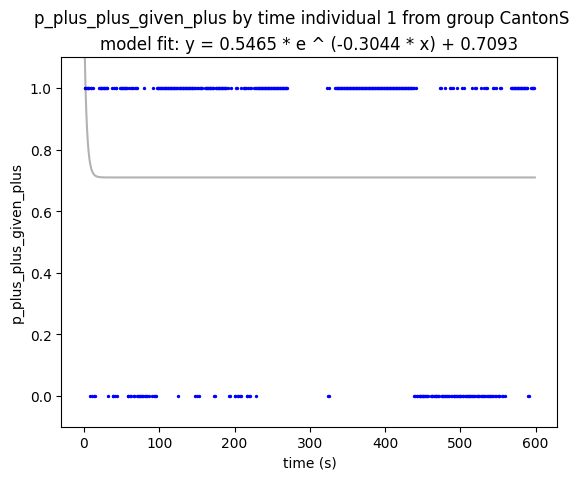 p_plus_plus_given_plus by time individual 1 from group CantonS
model fit: y = 0.5465 * e ^ (-0.3044 * x) + 0.7093
p_plus_plus_given_plus
1.0
0.8
0.6
0.4
0.2
0.0
0 100 200 300 400 500 600
time (s)